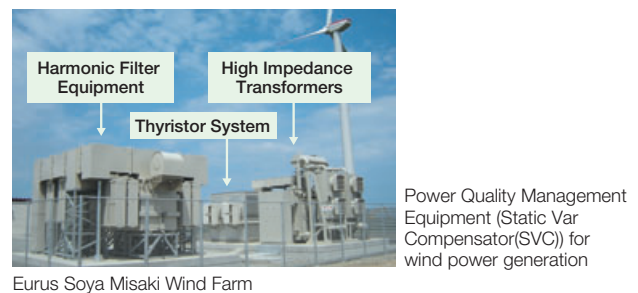 Harmonic Filter
Equipment
High Impedance
Transformers
Thyristor System
Power Quality Management
Equipment (Static Var
Compensator(SVC)) for
wind power generation
Eurus Soya Misaki Wind Farm